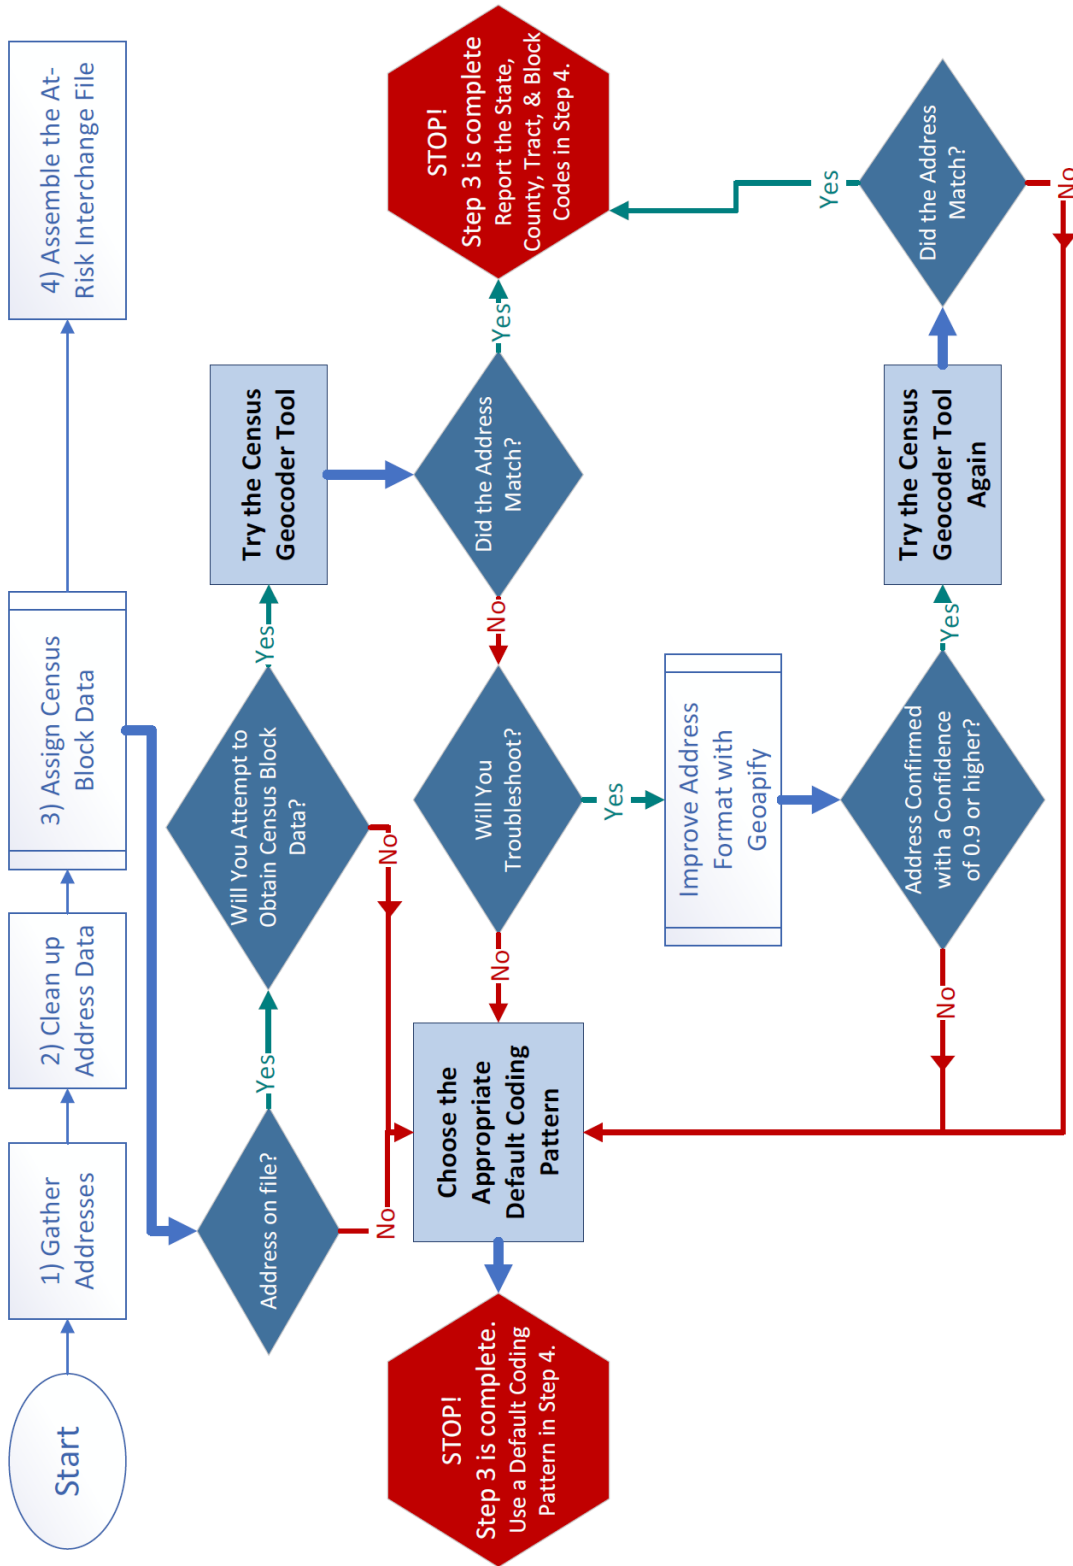 Start
1) Gather
Addresses
2) Clean up
Address Data
3) Assign Census
Block Data
4) Assemble the At-
Risk Interchange File
Address on file?
Yes
No
Will You Attempt to
Obtain Census Block
Data?
Yes
No
Try the Census
Geocoder Tool
Did the Address
Match?
Yes
No
STOP!
Step 3 is complete
Report the State,
County, Tract, & Block
Codes in Step 4.
Will You
Troubleshoot?
No
Yes
Choose the
Appropriate
Default Coding
Pattern
STOP!
Step 3 is complete.
Use a Default Coding
Pattern in Step 4.
Improve Address
Format with
Geoapify
Address Confirmed
with a Confidence
of 0.9 or higher?
Yes
No
Try the Census
Geocoder Tool
Again
Did the Address
Match?
Yes
No